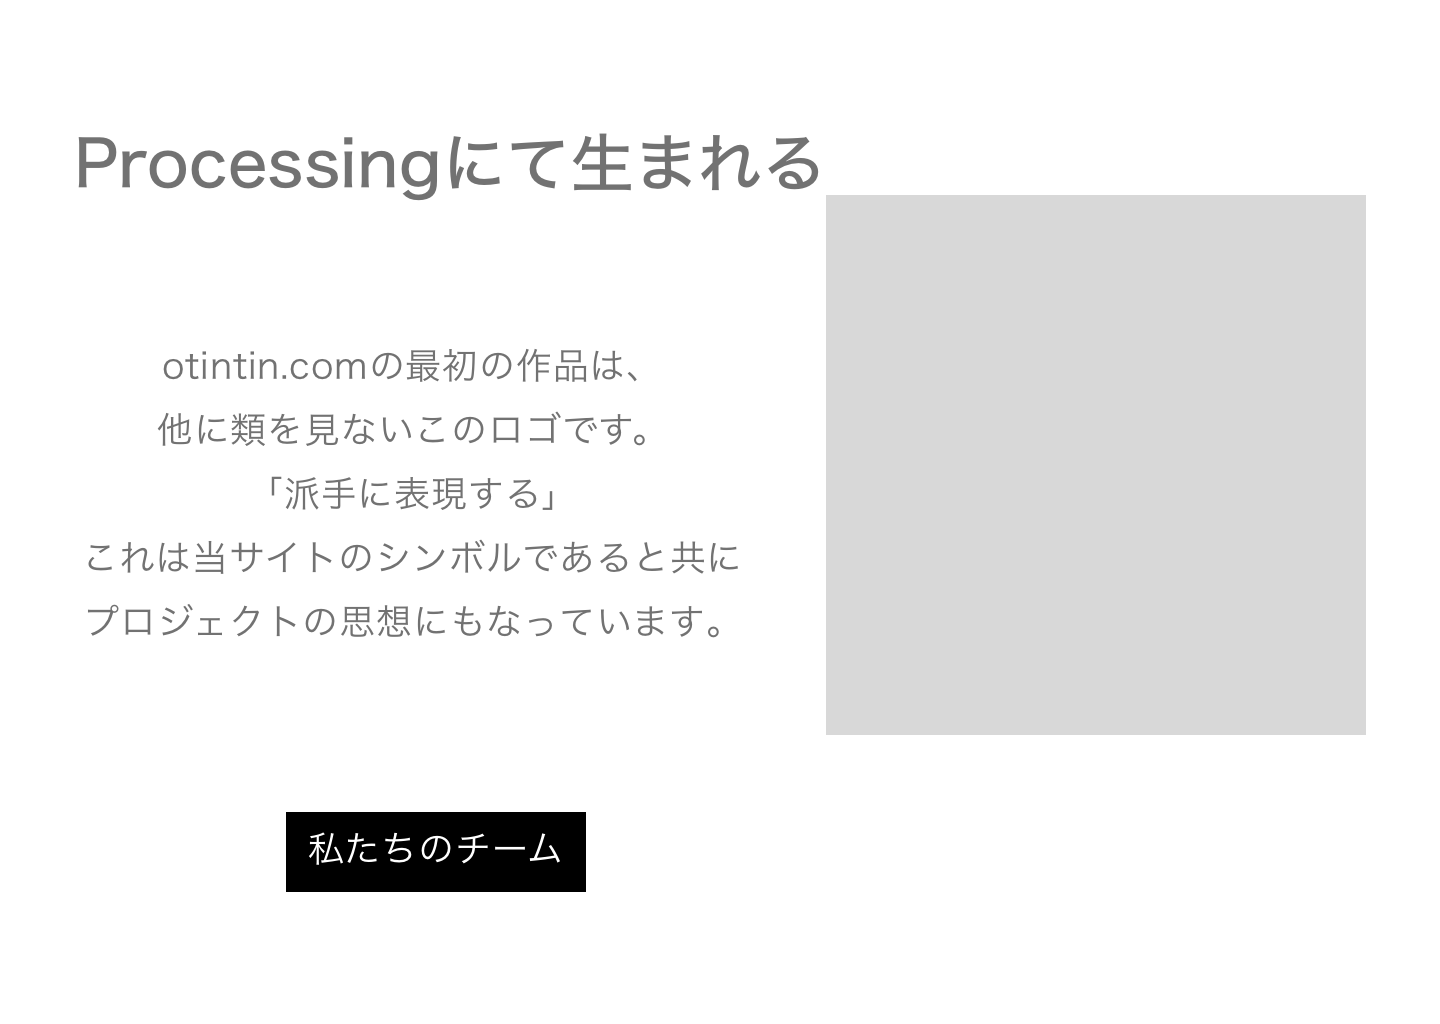 Processingにて生まれる
otintin.comの最初の作品は、
他に類を見ないこのロゴです。
「派手に表現する」
これは当サイトのシンボルであると共に
プロジェクトの思想にもなっています。
私たちのチーム